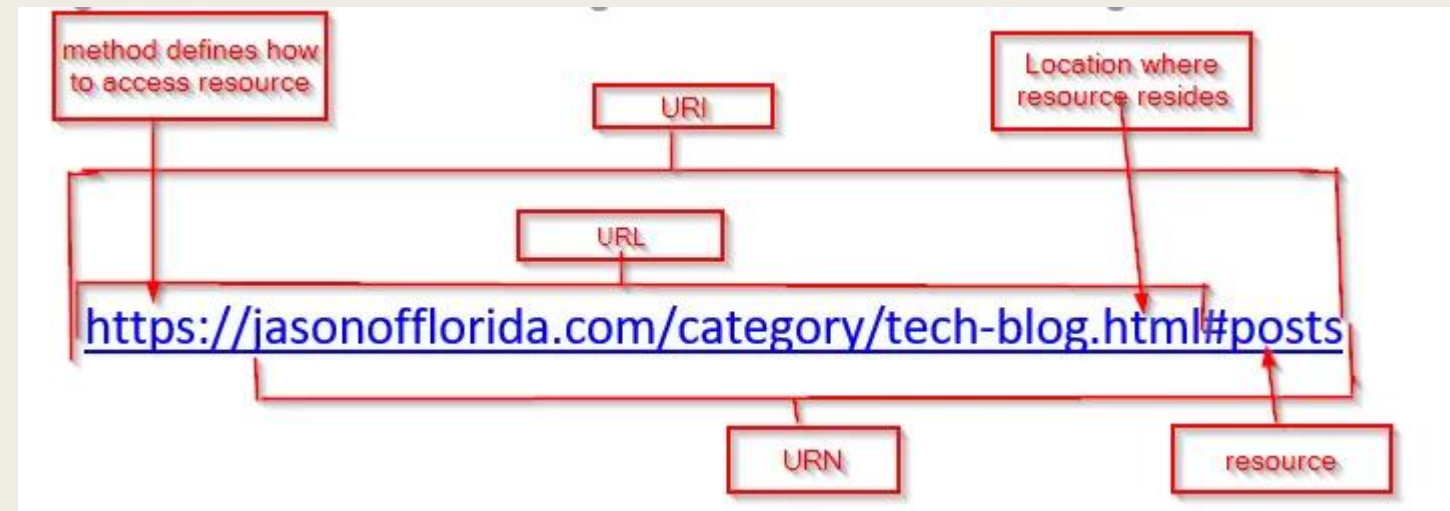 method defines how
to access resource
Location where
resource resides
URI
URL
https://jasonofflorida.com/category/tech-blog.html#posts
URN
resource